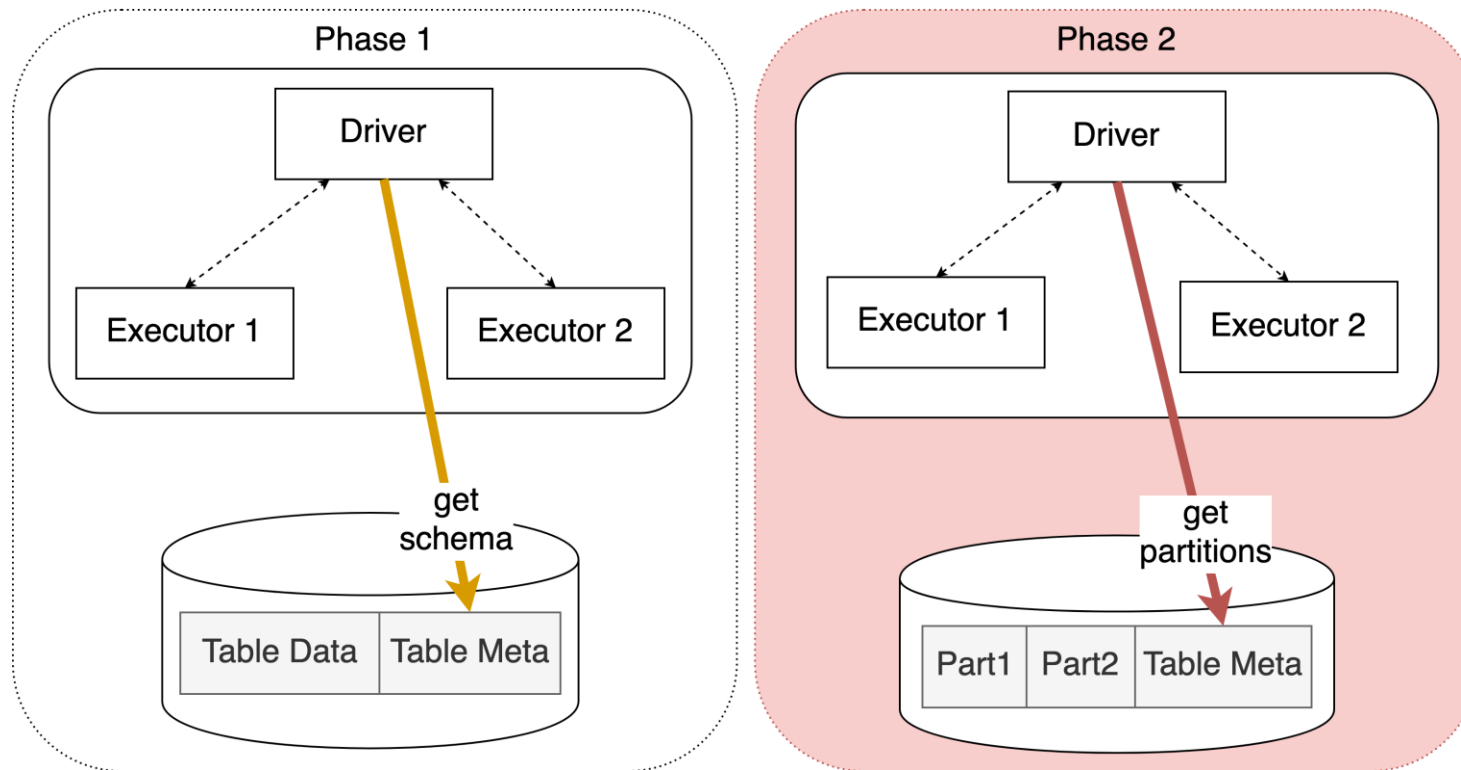 Phase 1
Driver
Executor 1
Executor 2
get
schema
Table Data
Table Meta
Phase 2
Driver
Executor 1
Executor 2
get
partitions
Part1
Part2
Table Meta